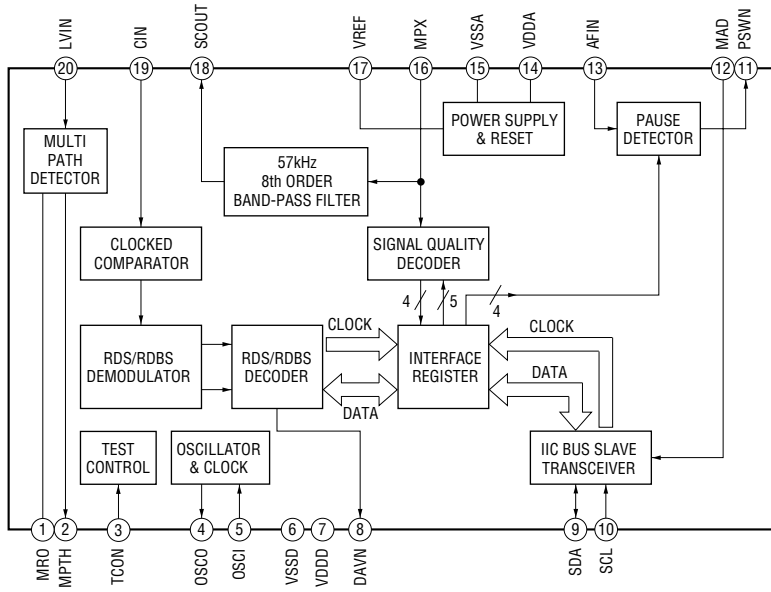 LVIN
CIN
SCOUT
VREF
MPX
VSSA
VDDA
AFIN
MAD
PSWN
20
19
18
17
16
15
14
13
12
11
MULTI
PATH
DETECTOR
57kHz
8th ORDER
BAND-PASS FILTER
POWER SUPPLY
& RESET
PAUSE
DETECTOR
CLOCKED
COMPARATOR
SIGNAL QUALITY
DECODER
4
5
4
RDS/RDBS
DEMODULATOR
RDS/RDBS
DECODER
CLOCK
DATA
INTERFACE
REGISTER
CLOCK
DATA
TEST
CONTROL
OSCILLATOR
& CLOCK
IIC BUS SLAVE
TRANSCEIVER
1
2
3
4
5
6
7
8
9
10
MRO
MPTH
TCON
OSCO
OSCI
VSSD
VDDD
DAVN
SDA
SCL